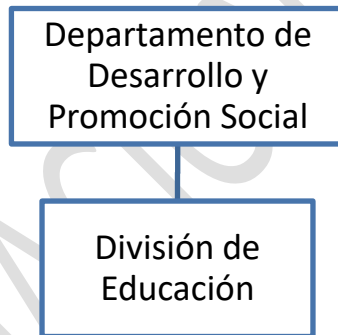 Departamento de
Desarrollo y
Promoción Social
División de
Educación